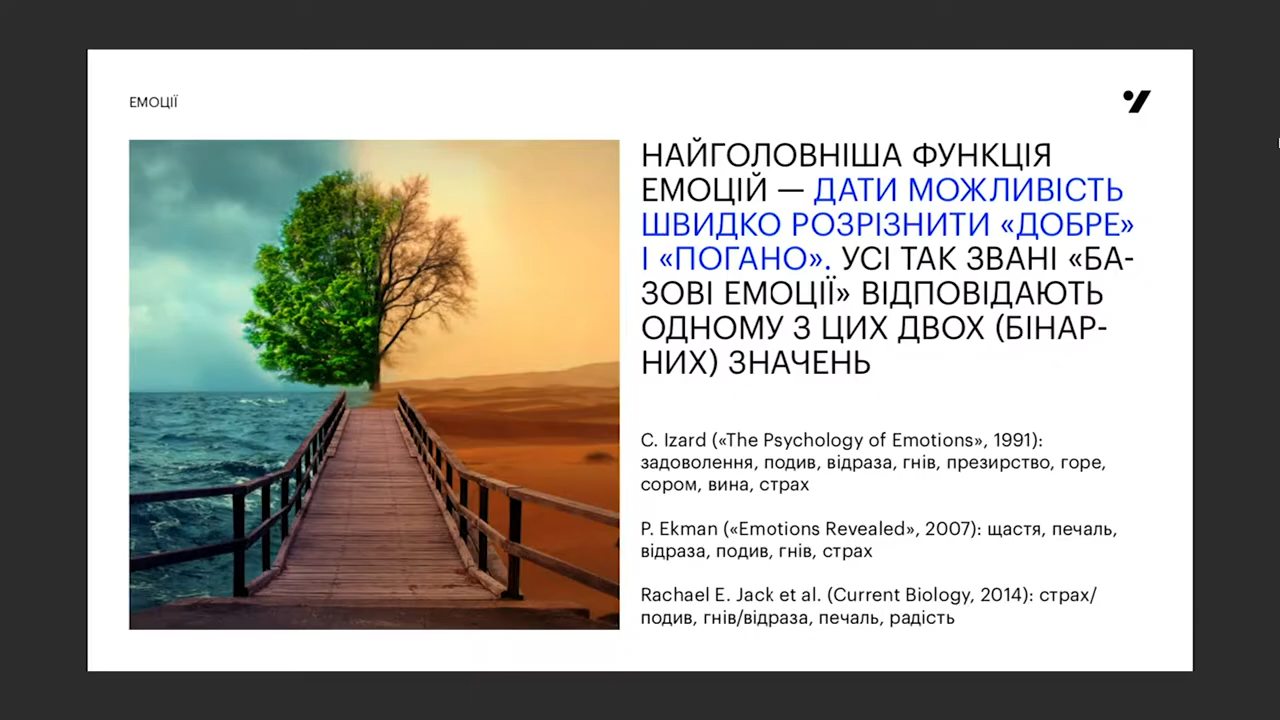 ЕМОЦІЇ
НАЙГОЛОВНІША ФУНКЦІЯ
ЕМОЦІЙ — ДАТИ МОЖЛИВІСТЬ
ШВИДКО РОЗРІЗНИТИ «ДОБРЕ»
І «ПОГАНО». УСІ ТАК ЗВАНІ «БА-
ЗОВІ ЕМОЦІЇ» ВІДПОВІДАЮТЬ
ОДНОМУ З ЦИХ ДВОХ (БІНАР-
НИХ) ЗНАЧЕНЬ
C. Izard («The Psychology of Emotions», 1991):
задоволення, подив, відраза, гнів, презирство, горе,
сором, вина, страх
P. Ekman («Emotions Revealed», 2007): щастя, печаль,
відраза, подив, гнів, страх
Rachael E. Jack et al. (Current Biology, 2014): страх/
подив, гнів/відраза, печаль, радість